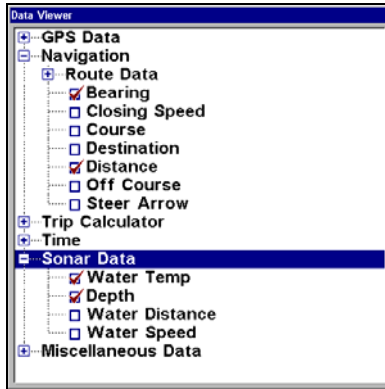 Data Viewer
GPS Data
Navigation
Route Data
Bearing
Closing Speed
Course
Destination
Distance
Off Course
Steer Arrow
Trip Calculator
Time
Sonar Data
Water Temp
Depth
Water Distance
Water Speed
Miscellaneous Data